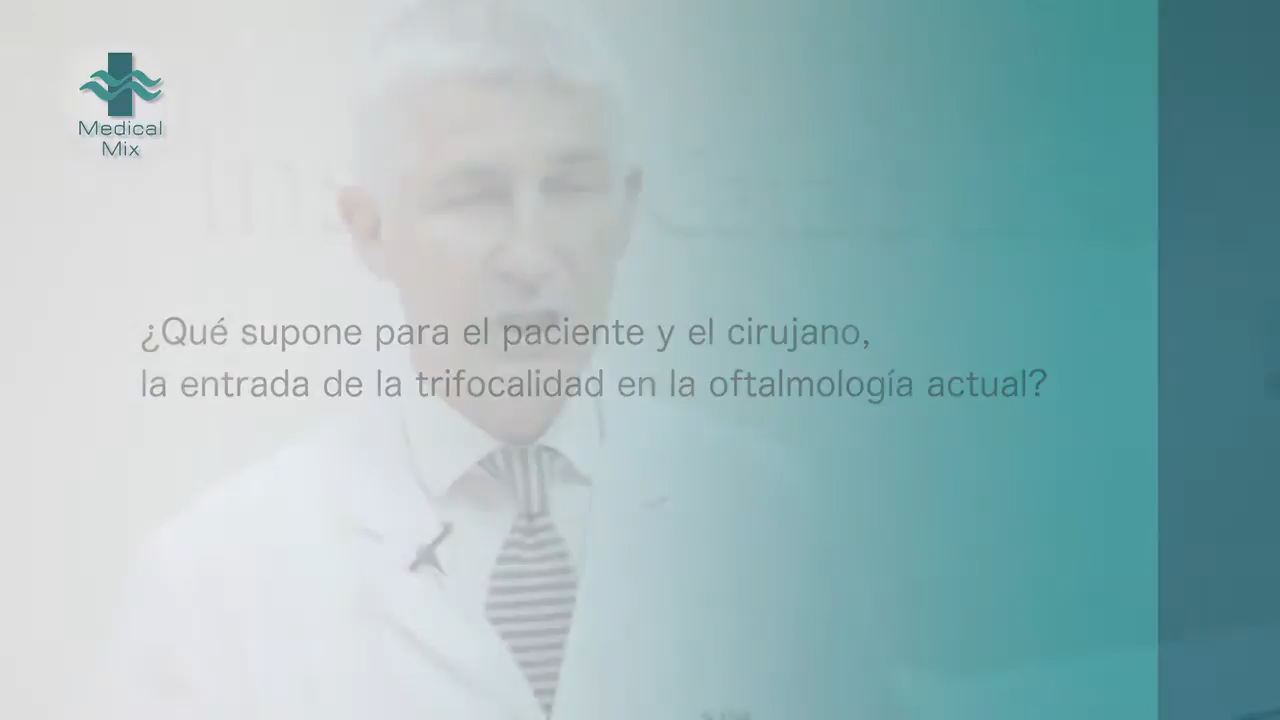 Medical
Mix
¿Qué supone para el paciente y el cirujano,
la entrada de la trifocalidad en la oftalmología actual?